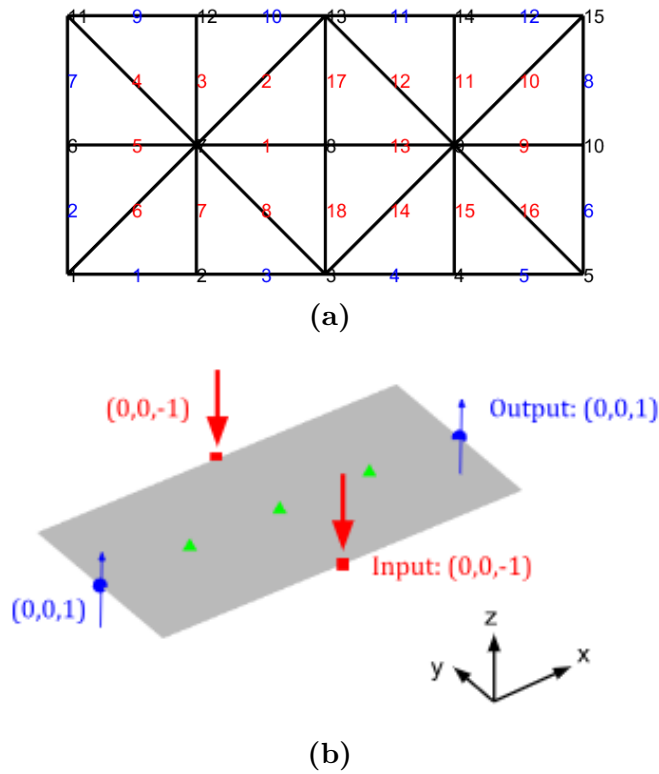 11 9 12 10 13 11 14 12 15
7 4 3 2 17 12 11 10 8
6 5 7 1 8 13 9 9 10
2 6 7 8 18 14 15 16 6
1 1 2 3 3 4 4 5 5
(a)
(0,0,-1)
Output: (0,0,1)
(0,0,1)
Input: (0,0,-1)
z
y x
(b)